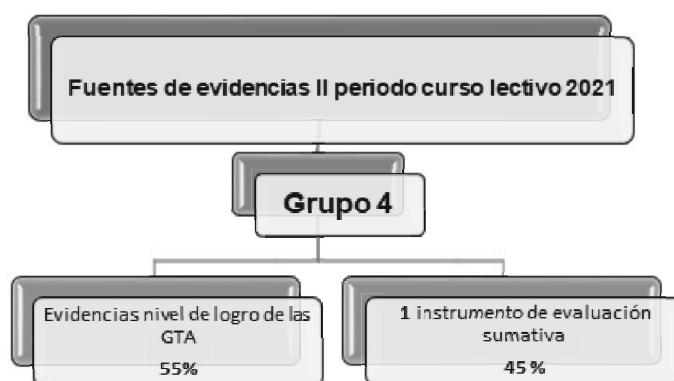 Fuentes de evidencias II periodo curso lectivo 2021
Grupo 4
Evidencias nivel de logro de las
GTA
55%
1 instrumento de evaluación
sumativa
45 %